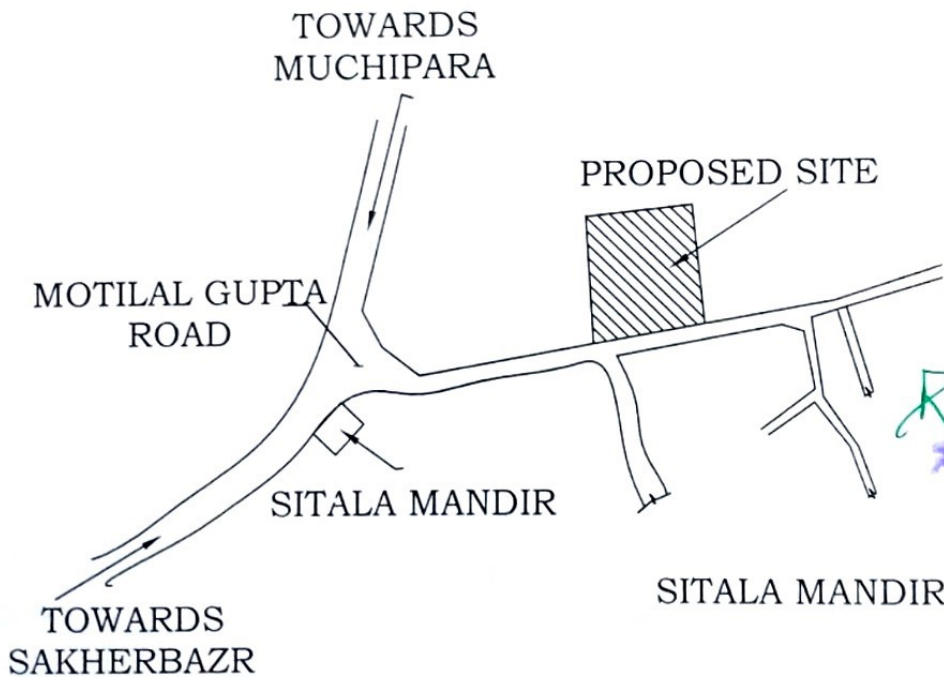 TOWARDS
MUCHIPARA
PROPOSED SITE
MOTILAL GUPTA
ROAD
SITALA MANDIR
SITALA MANDIR
TOWARDS
SAKHERBAZR